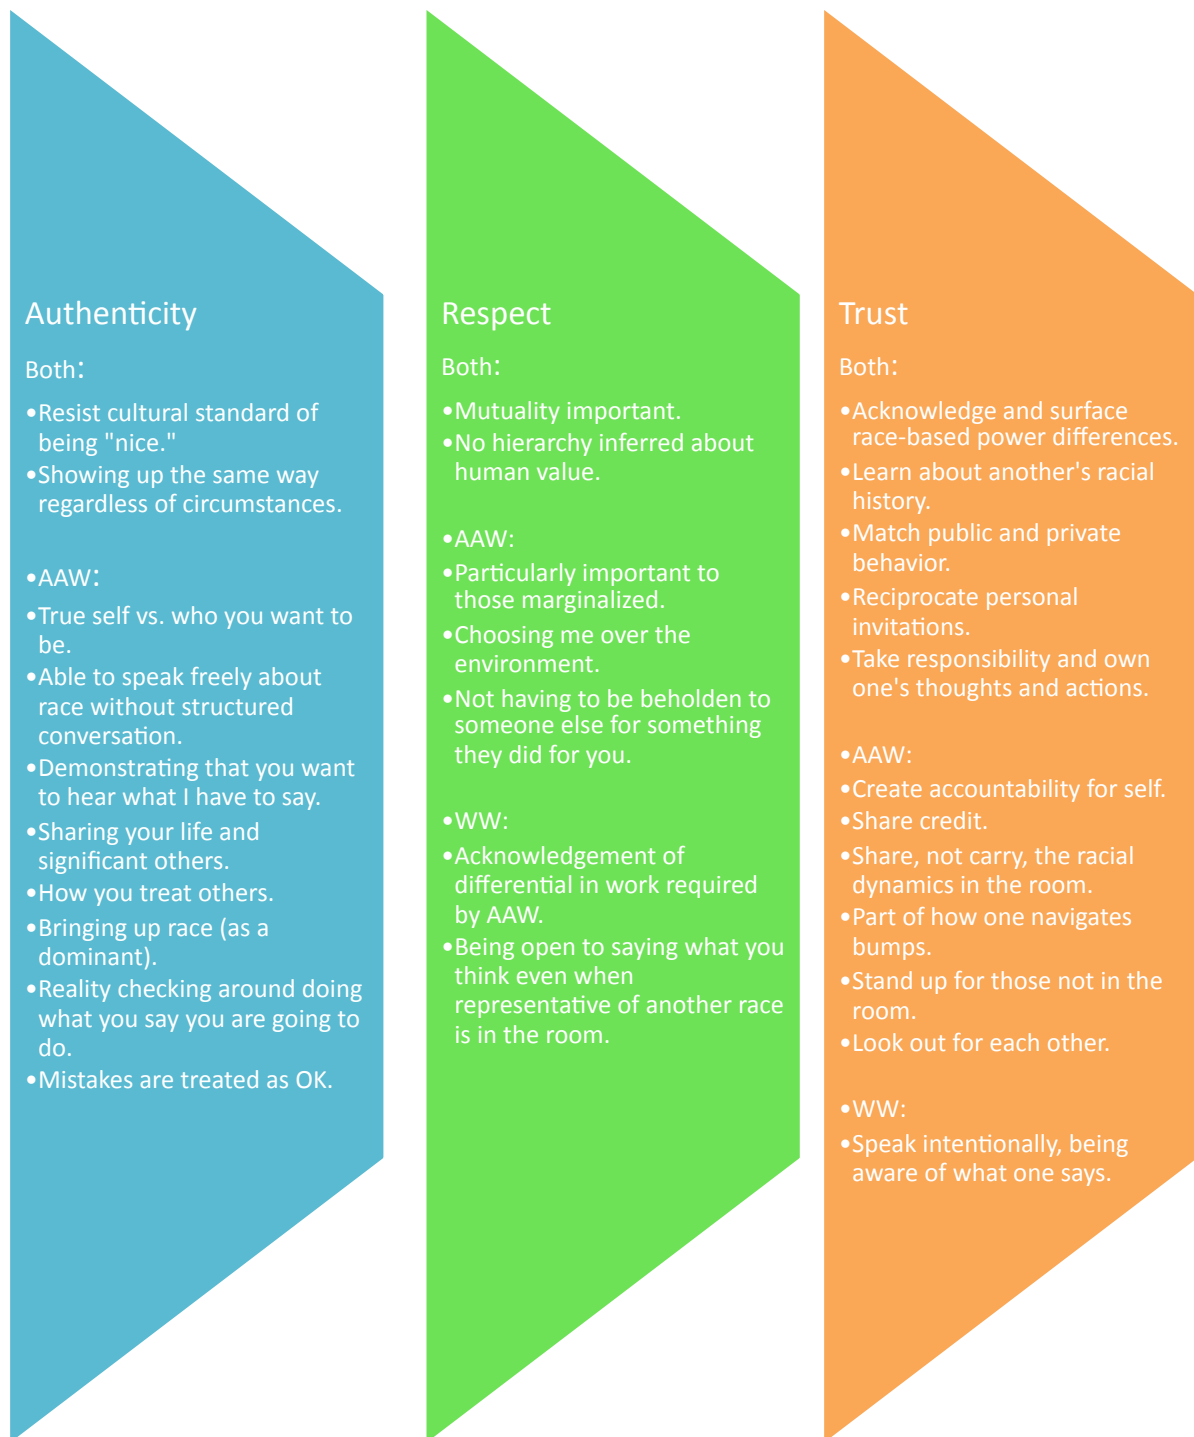 Authenticity
Both:
•Resist cultural standard of
being "nice."
•Showing up the same way
regardless of circumstances.
•AAW:
•True self vs. who you want to
be.
•Able to speak freely about
race without structured
conversation.
•Demonstrating that you want
to hear what I have to say.
•Sharing your life and
significant others.
•How you treat others.
•Bringing up race (as a
dominant).
•Reality checking around doing
what you say you are going to
do.
•Mistakes are treated as OK.
Respect
Both:
•Mutuality important.
•No hierarchy inferred about
human value.
•AAW:
•Particularly important to
those marginalized.
•Choosing me over the
environment.
•Not having to be beholden to
someone else for something
they did for you.
•WW:
•Acknowledgement of
differential in work required
by AAW.
•Being open to saying what you
think even when
representative of another race
is in the room.
Trust
Both:
•Acknowledge and surface
race-based power differences.
•Learn about another's racial
history.
•Match public and private
behavior.
•Reciprocate personal
invitations.
•Take responsibility and own
one's thoughts and actions.
•AAW:
•Create accountability for self.
•Share credit.
•Share, not carry, the racial
dynamics in the room.
•Part of how one navigates
bumps.
•Stand up for those not in the
room.
•Look out for each other.
•WW:
•Speak intentionally, being
aware of what one says.